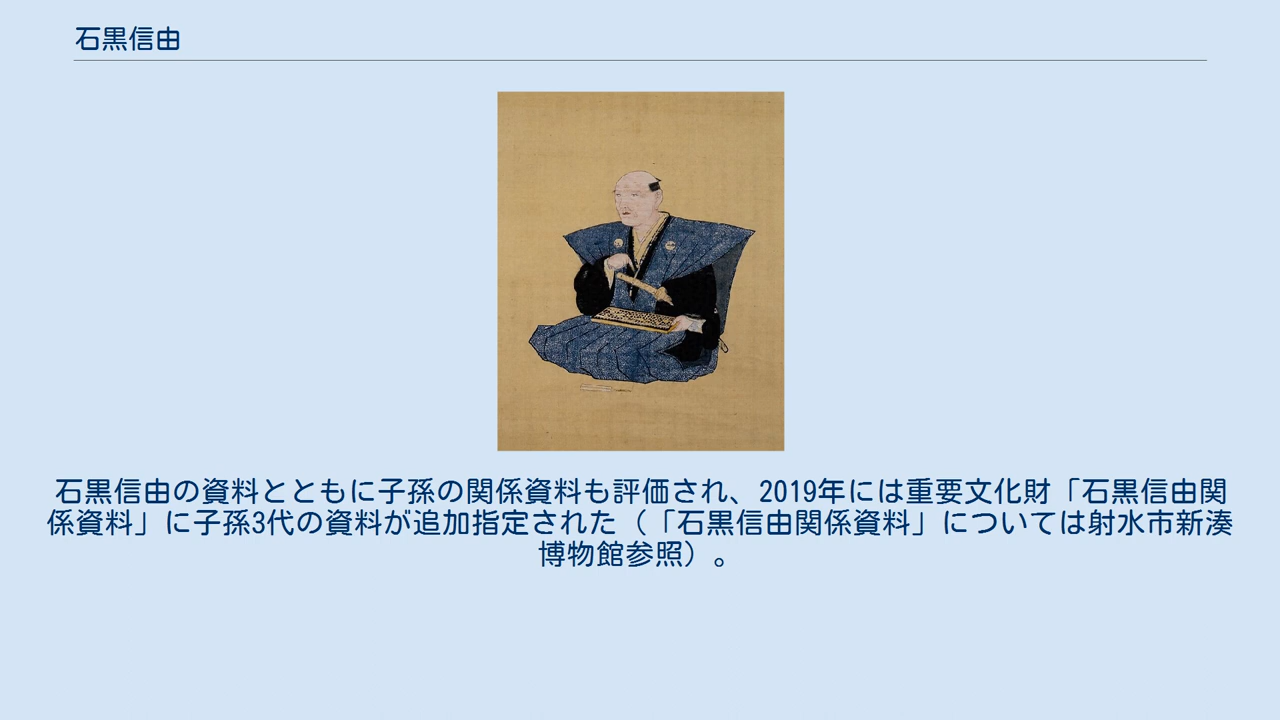 石黒信由
石黒信由の資料とともに子孫の関係資料も評価され、2019年には重要文化財「石黒信由関
係資料」に子孫3代の資料が追加指定された（「石黒信由関係資料」については射水市新湊
博物館参照）。